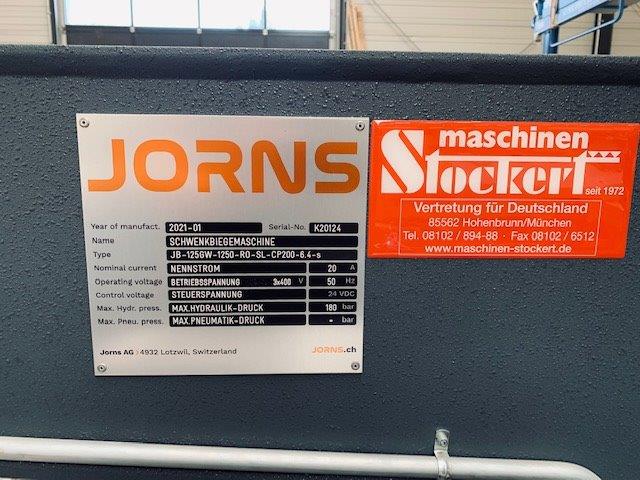 JORNS
Year of manufact. 2021-01 Serial-No. K20124
Name SCHWENKBIEGEMASCHINE
Type JB-125GW-1250-RO-SL-CP200-6.4-s
Nominal current NENNSTROM 20 A
Operating voltage BETRIEBSSPANNUNG 3x400 V 50 Hz
Control voltage STEUERSPANNUNG 24 VDC
Max. Hydr. press. MAX.HYDRAULIK-DRUCK 180 bar
Max. Pneu. press. MAX.PNEUMATIK-DRUCK - bar
Jorns AG 4932 Lotzwil, Switzerland JORNS.ch
maschinen
Stockert
seit 1972
Vertretung für Deutschland
85562 Hohenbrunn/München
Tel. 08102 / 894-88 · Fax 08102 / 6512
www.maschinen-stockert.de